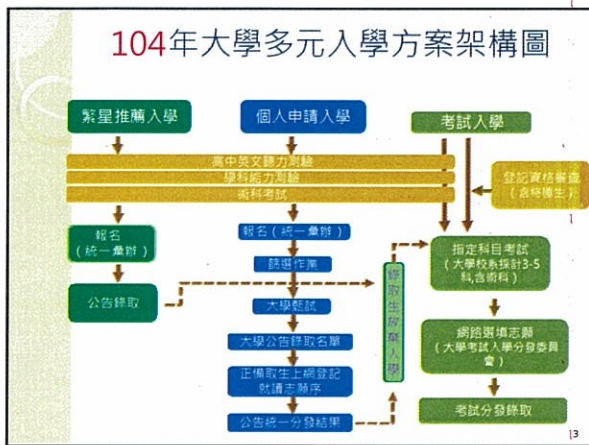 104年大學多元入學方案架構圖
繁星推薦入學
個人申請入學
考試入學
高中英文聽力測驗
學科能力測驗
術科考試
登記資格審查
(含特種生)
報名
(統一彙辦)
公告錄取
報名(統一彙辦)
篩選作業
大學甄試
大學公告錄取名單
正備取生上網登記
就讀志願序
公告統一分發結果
錄取生放棄入學
指定科目考試
(大學校系採計3-5
科,含術科)
網路選填志願
(大學考試入學分發委員
會)
考試分發錄取
3